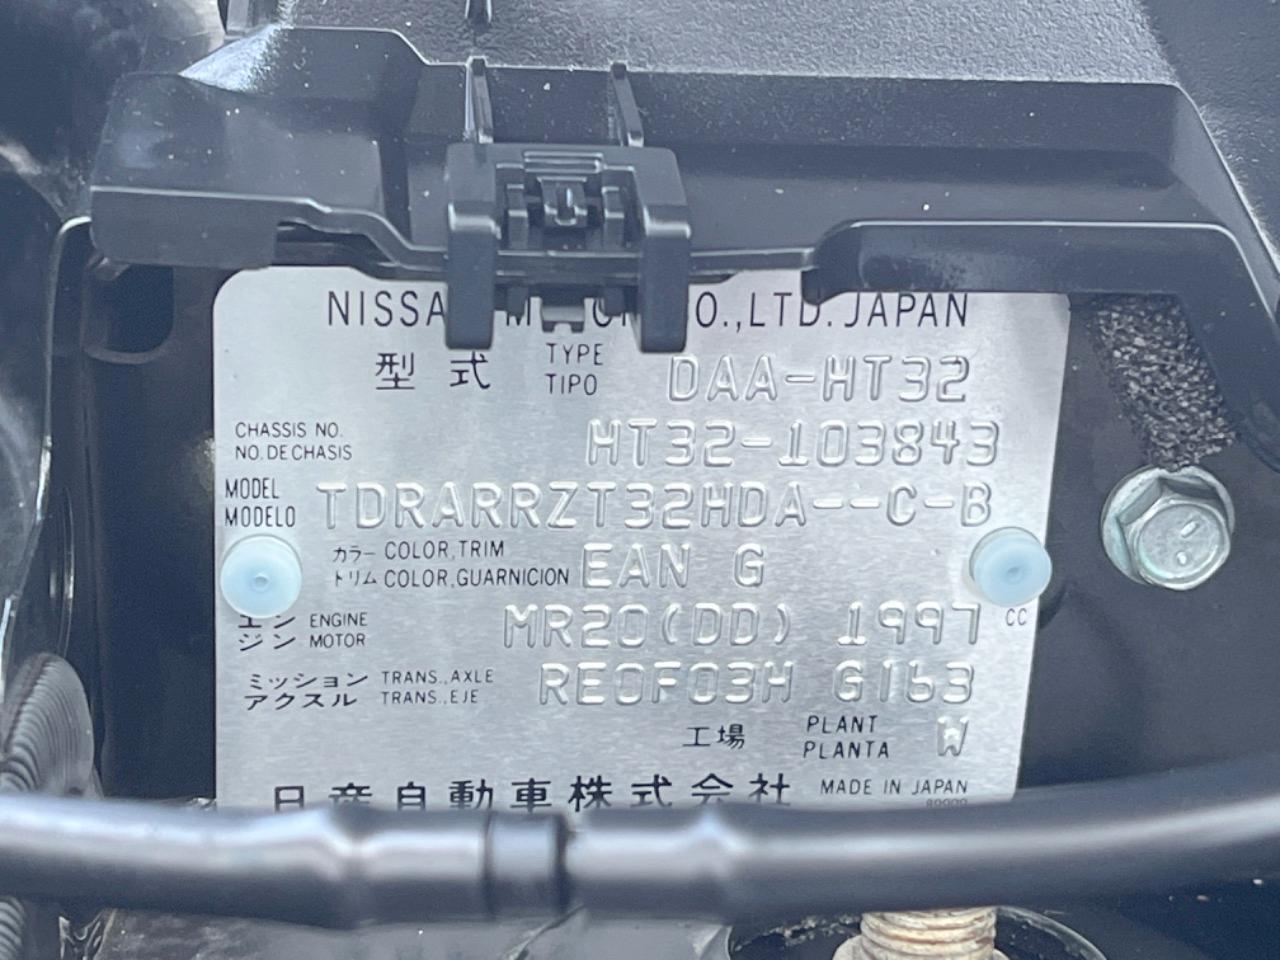 NISSA M CO.,LTD. JAPAN
型式 TYPE TIPO DAA-HT32
CHASSIS NO.
NO. DE CHASIS HT32-103843
MODEL
MODELO TDRARRZT32HDA--C-B
カラー COLOR,TRIM
トリム COLOR,GUARNICION EAN G
エンジン ENGINE MOTOR MR20(DD) 1997 CC
ミッション TRANS.,AXLE
アクスル TRANS.,EJE RE0F03H G163
工場 PLANT PLANTA W
日産自動車株式会社 MADE IN JAPAN